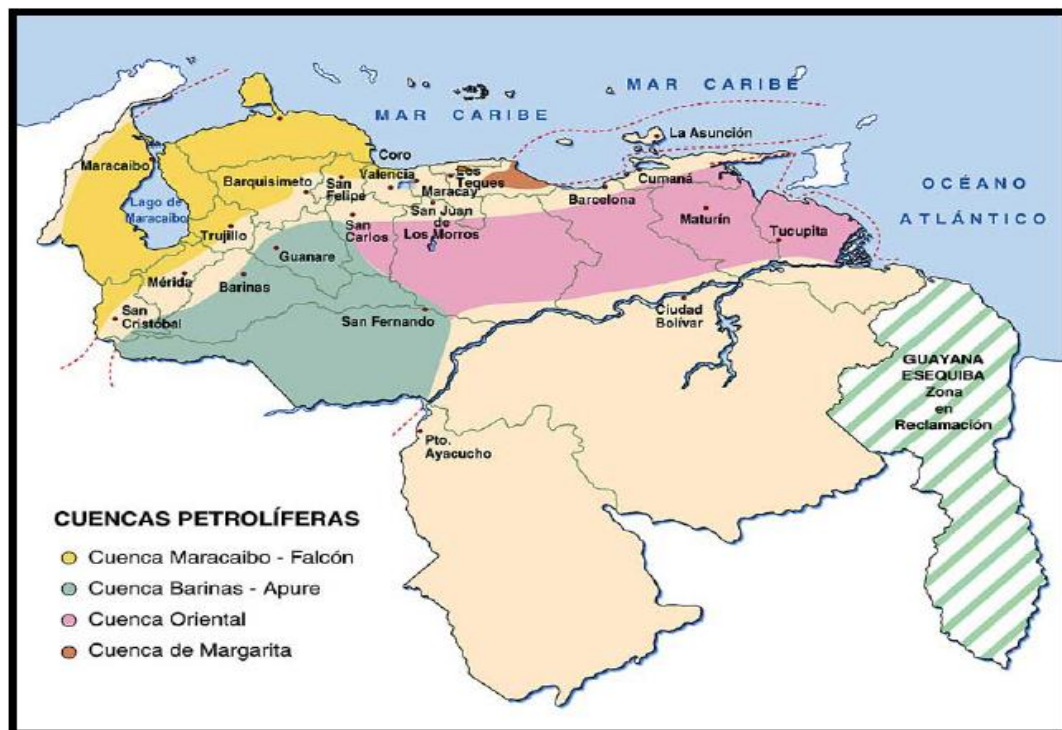 MAR CARIBE
MAR CARIBE
La Asunción
Maracaibo
Coro
Valencia
Los
Teques
Barquisimeto
San
Felipe
Maracay
Cumaná
Barcelona
OCÉANO
ATLÁNTICO
Lago de
Maracaibo
Trujillo
San
Carlos
San Juan
de
Los Morros
Maturín
Tucupita
Guanare
Mérida
Barinas
San
Cristóbal
San Fernando
Ciudad
Bolívar
GUAYANA
ESEQUIBA
Zona
en
Reclamación
Pto.
Ayacucho
CUENCAS PETROLÍFERAS
Cuenca Maracaibo - Falcón
Cuenca Barinas - Apure
Cuenca Oriental
Cuenca de Margarita